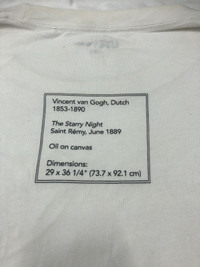 Vincent van Gogh, Dutch
1853-1890
The Starry Night
Saint Rémy, June 1889
Oil on canvas
Dimensions:
29 x 36 1/4" (73.7 x 92.1 cm)